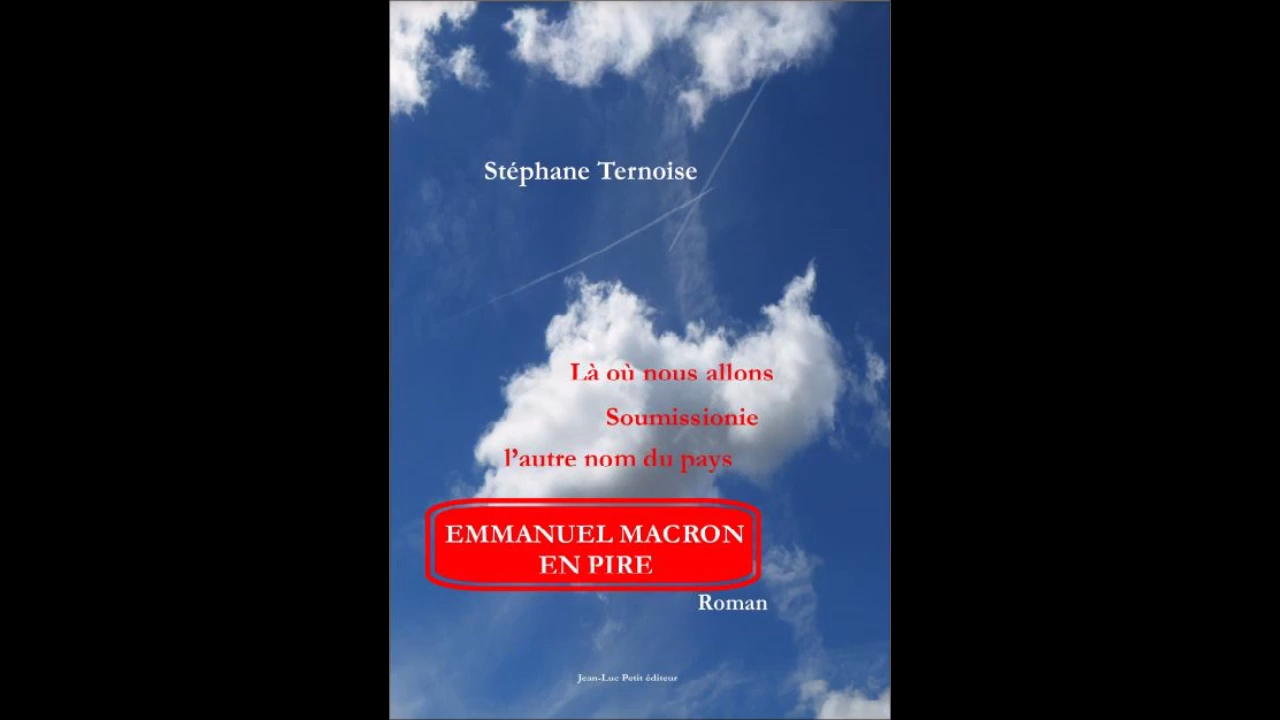 Stéphane Ternoise
Là où nous allons
Soumissionie
l'autre nom du pays
EMMANUEL MACRON
EN PIRE
Roman
Jean-Luc Petit éditeur